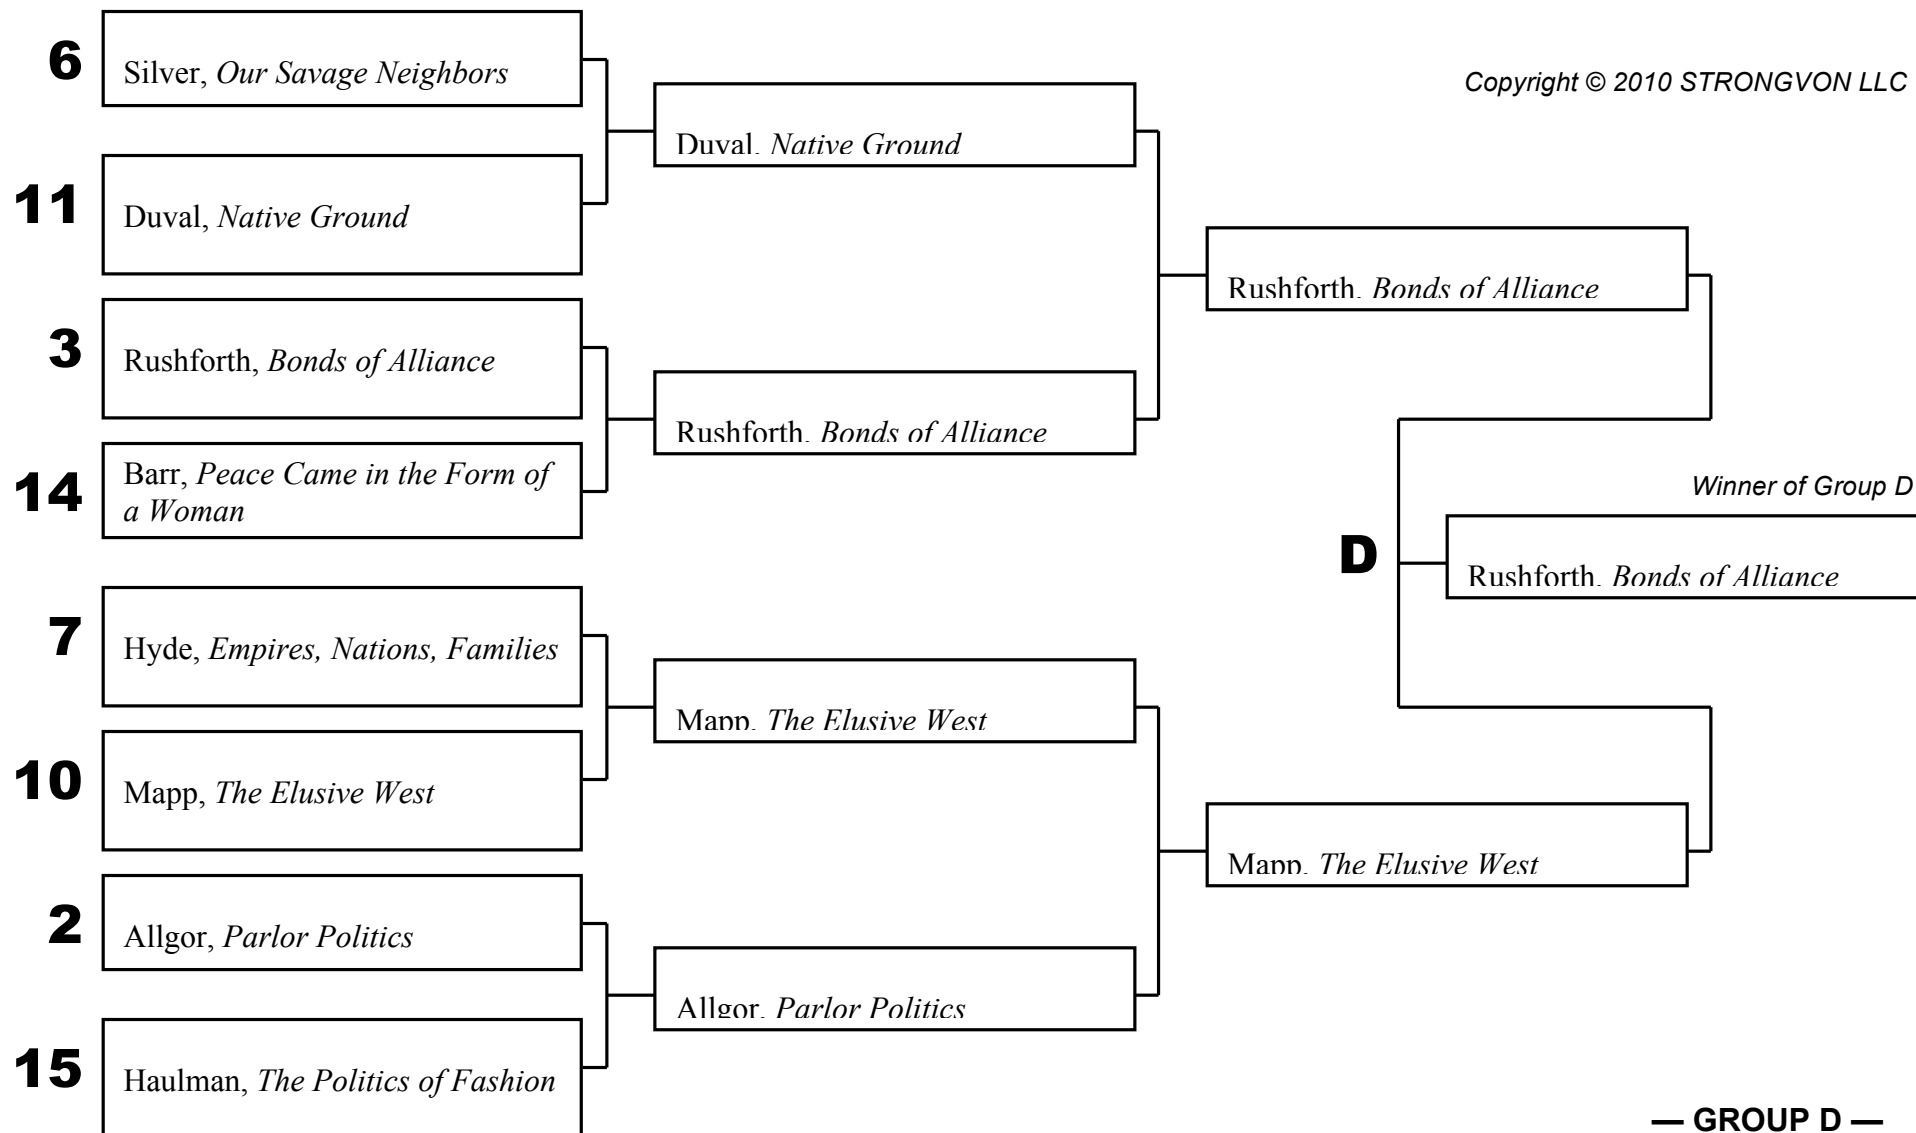 6
Silver, Our Savage Neighbors
Copyright © 2010 STRONGVON LLC
Duval, Native Ground
11
Duval, Native Ground
Rushforth, Bonds of Alliance
3
Rushforth, Bonds of Alliance
Rushforth, Bonds of Alliance
14
Barr, Peace Came in the Form of
a Woman
Winner of Group D
D
Rushforth, Bonds of Alliance
7
Hyde, Empires, Nations, Families
Mapp, The Elusive West
10
Mapp, The Elusive West
Mapp, The Elusive West
2
Allgor, Parlor Politics
Allgor, Parlor Politics
15
Haulman, The Politics of Fashion
— GROUP D —